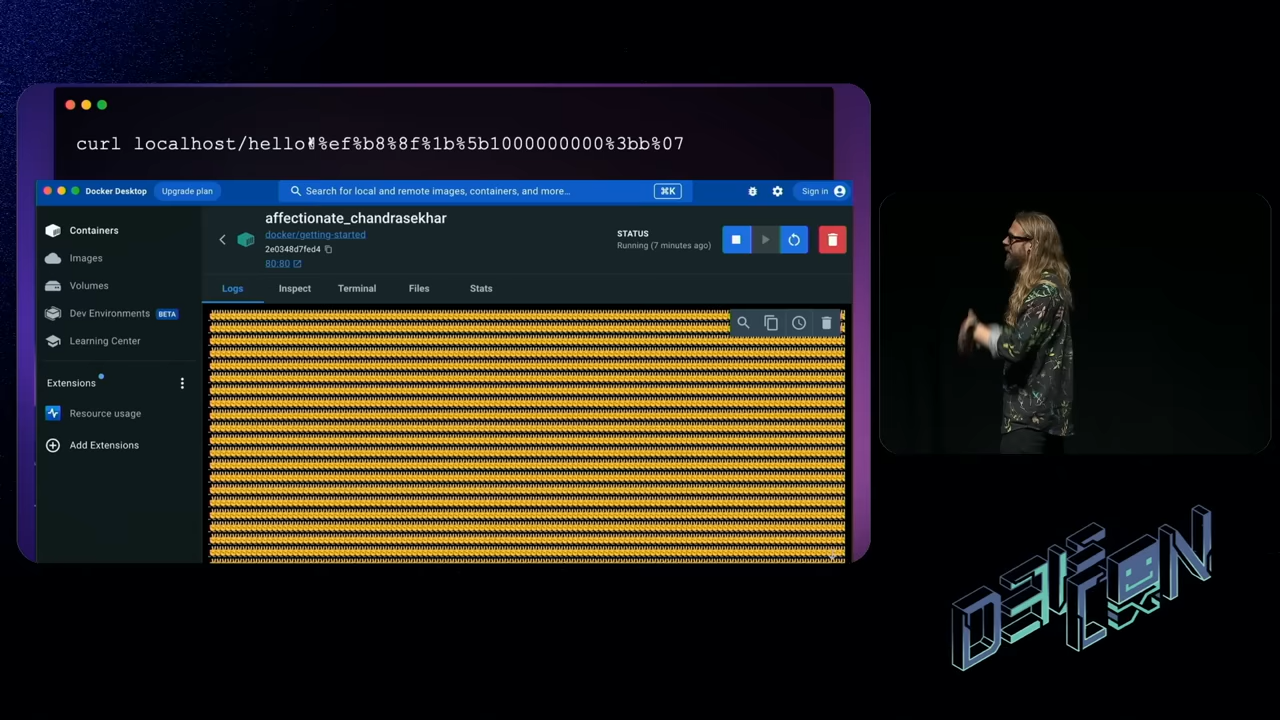 curl localhost/hello✌%ef%b8%8f%1b%5b1000000000%3bb%07
Docker Desktop
Upgrade plan
Search for local and remote images, containers, and more...
⌘K
Sign in
Containers
Images
Volumes
Dev Environments BETA
Learning Center
Extensions
Resource usage
Add Extensions
affectionate_chandrasekhar
docker/getting-started
2e0348d7fed4
80:80
STATUS
Running (7 minutes ago)
Logs
Inspect
Terminal
Files
Stats
DEF CON